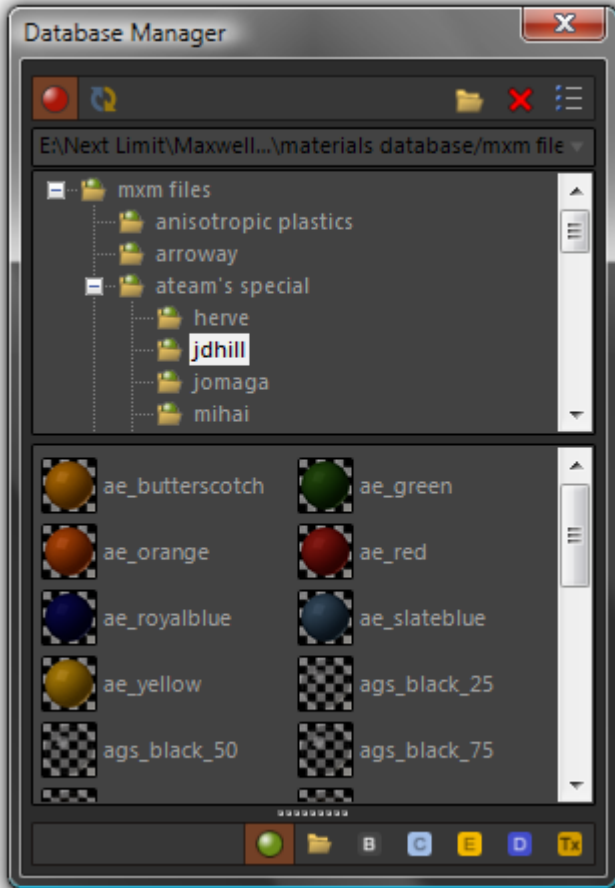 Database Manager
E:\Next Limit\Maxwell...\materials database/mxm file
mxm files
anisotropic plastics
arroway
ateam's special
herve
jdhill
jomaga
mihai
ae_butterscotch ae_green
ae_orange ae_red
ae_royalblue ae_slateblue
ae_yellow ags_black_25
ags_black_50 ags_black_75
B C E D Tx